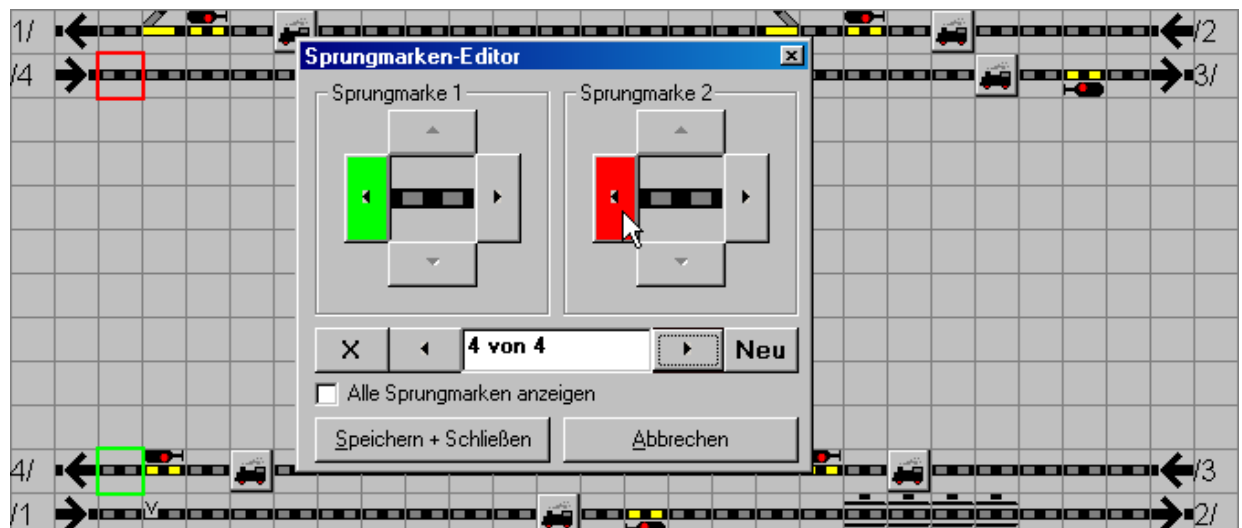 1/
/2
Sprungmarken-Editor
/4
3/
Sprungmarke 1
Sprungmarke 2
X
4 von 4
Neu
Alle Sprungmarken anzeigen
Speichern + Schließen
Abbrechen
4/
/3
/1
V
2/